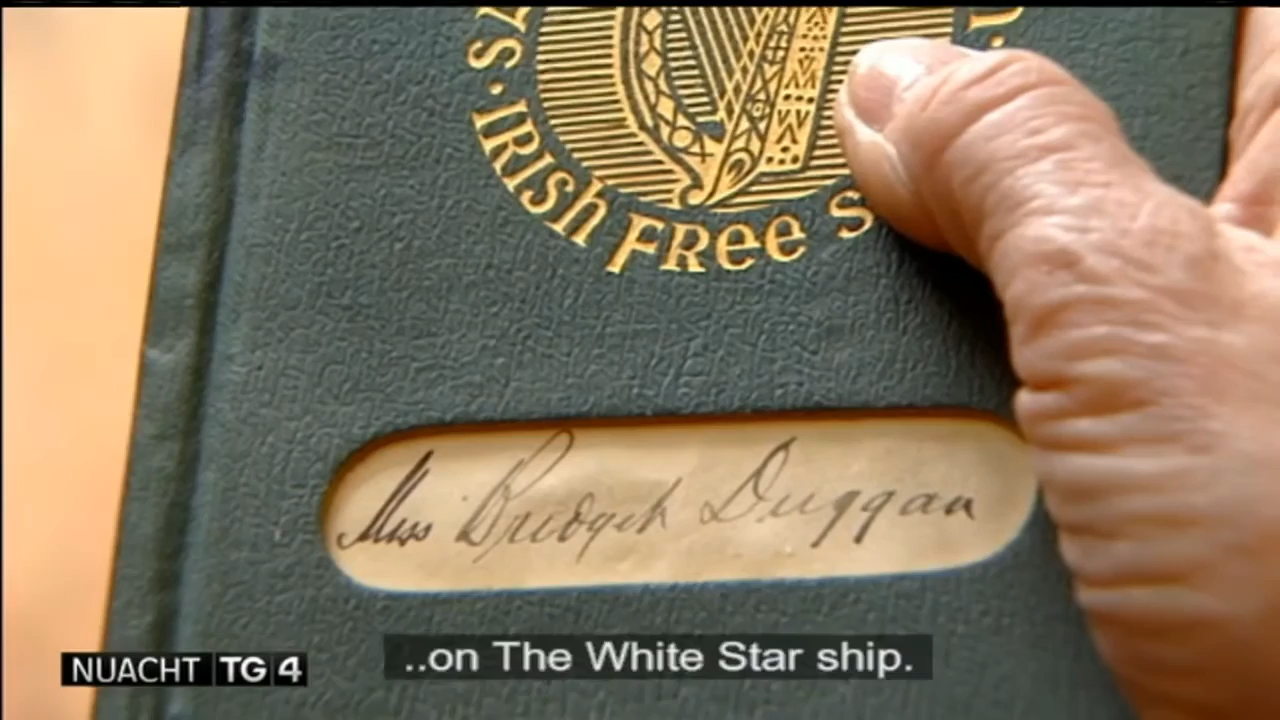 IRISH FREE S
Miss Bridget Duggan
NUACHT TG4
..on The White Star ship.